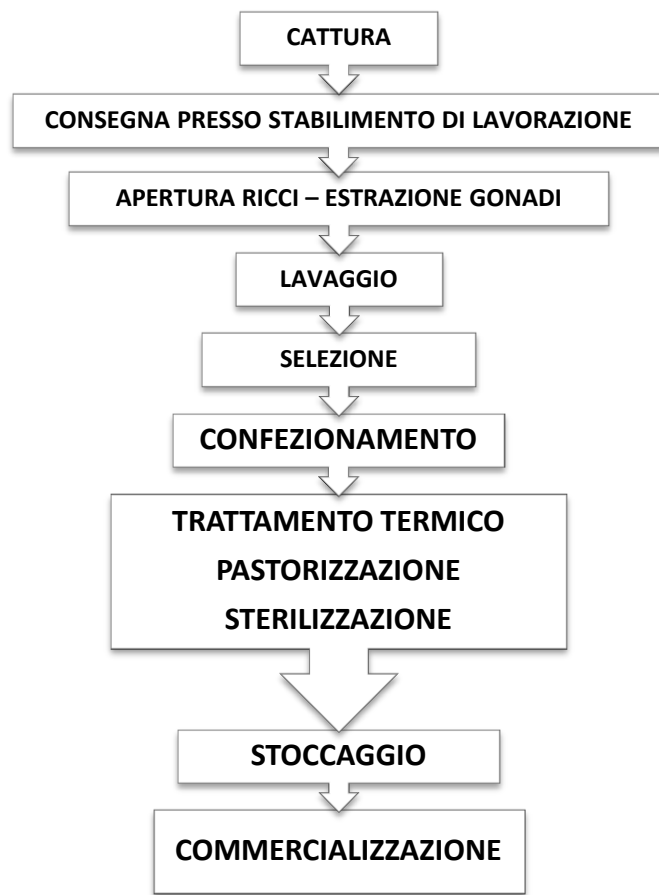 CATTURA
CONSEGNA PRESSO STABILIMENTO DI LAVORAZIONE
APERTURA RICCI – ESTRAZIONE GONADI
LAVAGGIO
SELEZIONE
CONFEZIONAMENTO
TRATTAMENTO TERMICO
PASTORIZZAZIONE
STERILIZZAZIONE
STOCCAGGIO
COMMERCIALIZZAZIONE